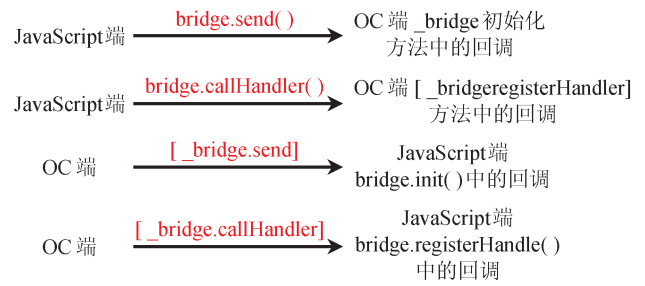 bridge.send( )
JavaScript端
OC 端 _bridge 初始化
方法中的回调
bridge.callHandler( )
JavaScript端
OC 端 [ _bridgeregisterHandler]
方法中的回调
[ _bridge.send]
OC 端
JavaScript端
bridge.init( )中的回调
[ _bridge.callHandler]
OC 端
JavaScript端
bridge.registerHandle( )
中的回调